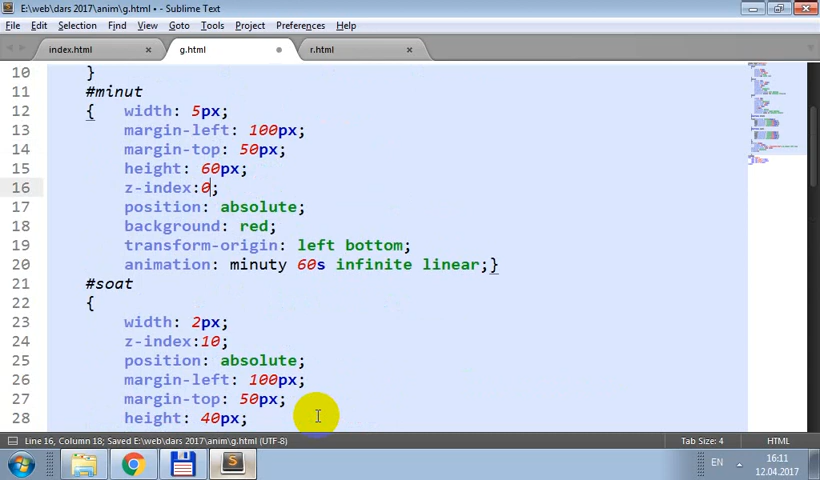 E:\web\dars 2017\anim\g.html • - Sublime Text
File Edit Selection Find View Goto Tools Project Preferences Help
index.html g.html r.html
10 }
11 #minut
12 { width: 5px;
13 margin-left: 100px;
14 margin-top: 50px;
15 height: 60px;
16 z-index:0;
17 position: absolute;
18 background: red;
19 transform-origin: left bottom;
20 animation: minuty 60s infinite linear;}
21 #soat
22 {
23 width: 2px;
24 z-index:10;
25 position: absolute;
26 margin-left: 100px;
27 margin-top: 50px;
28 height: 40px;
Line 16, Column 18; Saved E:\web\dars 2017\anim\g.html (UTF-8) Tab Size: 4 HTML
EN 16:11
12.04.2017